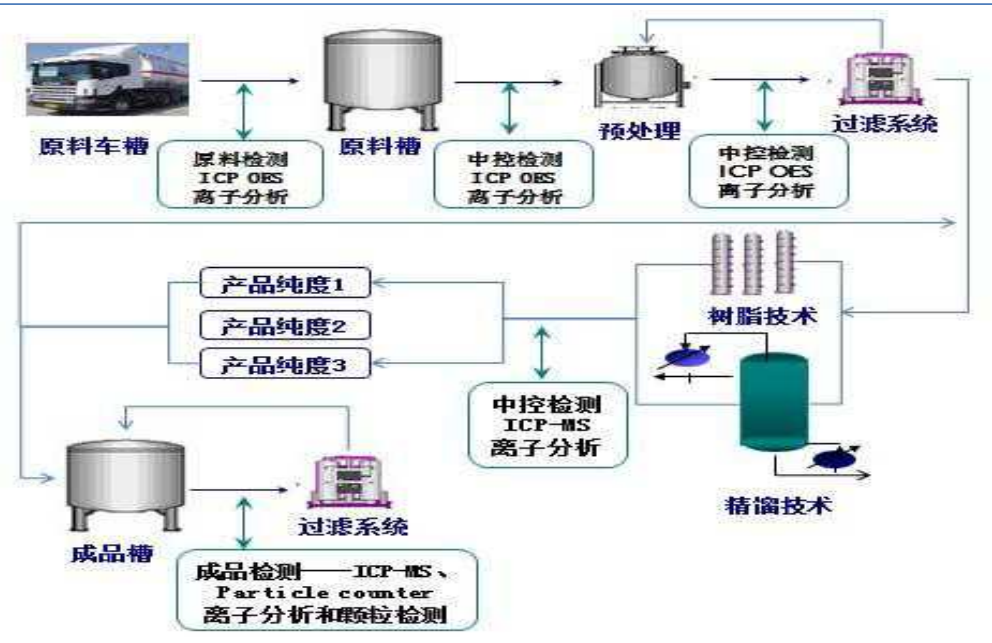 原料车槽
原料检测
ICP OES
离子分析
原料槽
中控检测
ICP OES
离子分析
预处理
中控检测
ICP OES
离子分析
过滤系统
产品纯度1
产品纯度2
产品纯度3
树脂技术
中控检测
ICP-MS
离子分析
精馏技术
成品槽
过滤系统
成品检测——ICP-MS、
Particle counter
离子分析和颗粒检测